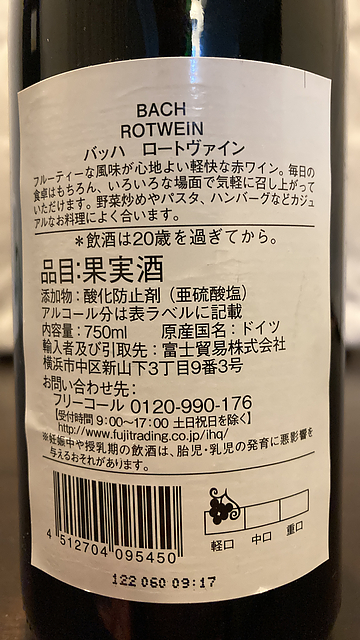 BACH
ROTWEIN
バッハ　ロートヴァイン
フルーティーな風味が心地よい軽快な赤ワイン。毎日の
食卓はもちろん、いろいろな場面で気軽に召し上がって
いただけます。野菜炒めやパスタ、ハンバーグなどカジュ
アルなお料理によく合います。
＊飲酒は20歳を過ぎてから。
品目:果実酒
添加物：酸化防止剤（亜硫酸塩）
アルコール分は表ラベルに記載
内容量：750ml　　原産国名：ドイツ
輸入者及び引取先：富士貿易株式会社
横浜市中区新山下3丁目9番3号
お問い合わせ先：
フリーコール 0120-990-176
【受付時間 9:00〜17:00 土日祝日を除く】
http://www.fujitrading.co.jp/ihq/
※妊娠中や授乳期の飲酒は、胎児・乳児の発育に悪影響を
与えるおそれがあります。
軽口　中口　重口
4 512704 095450
122 060 09:17